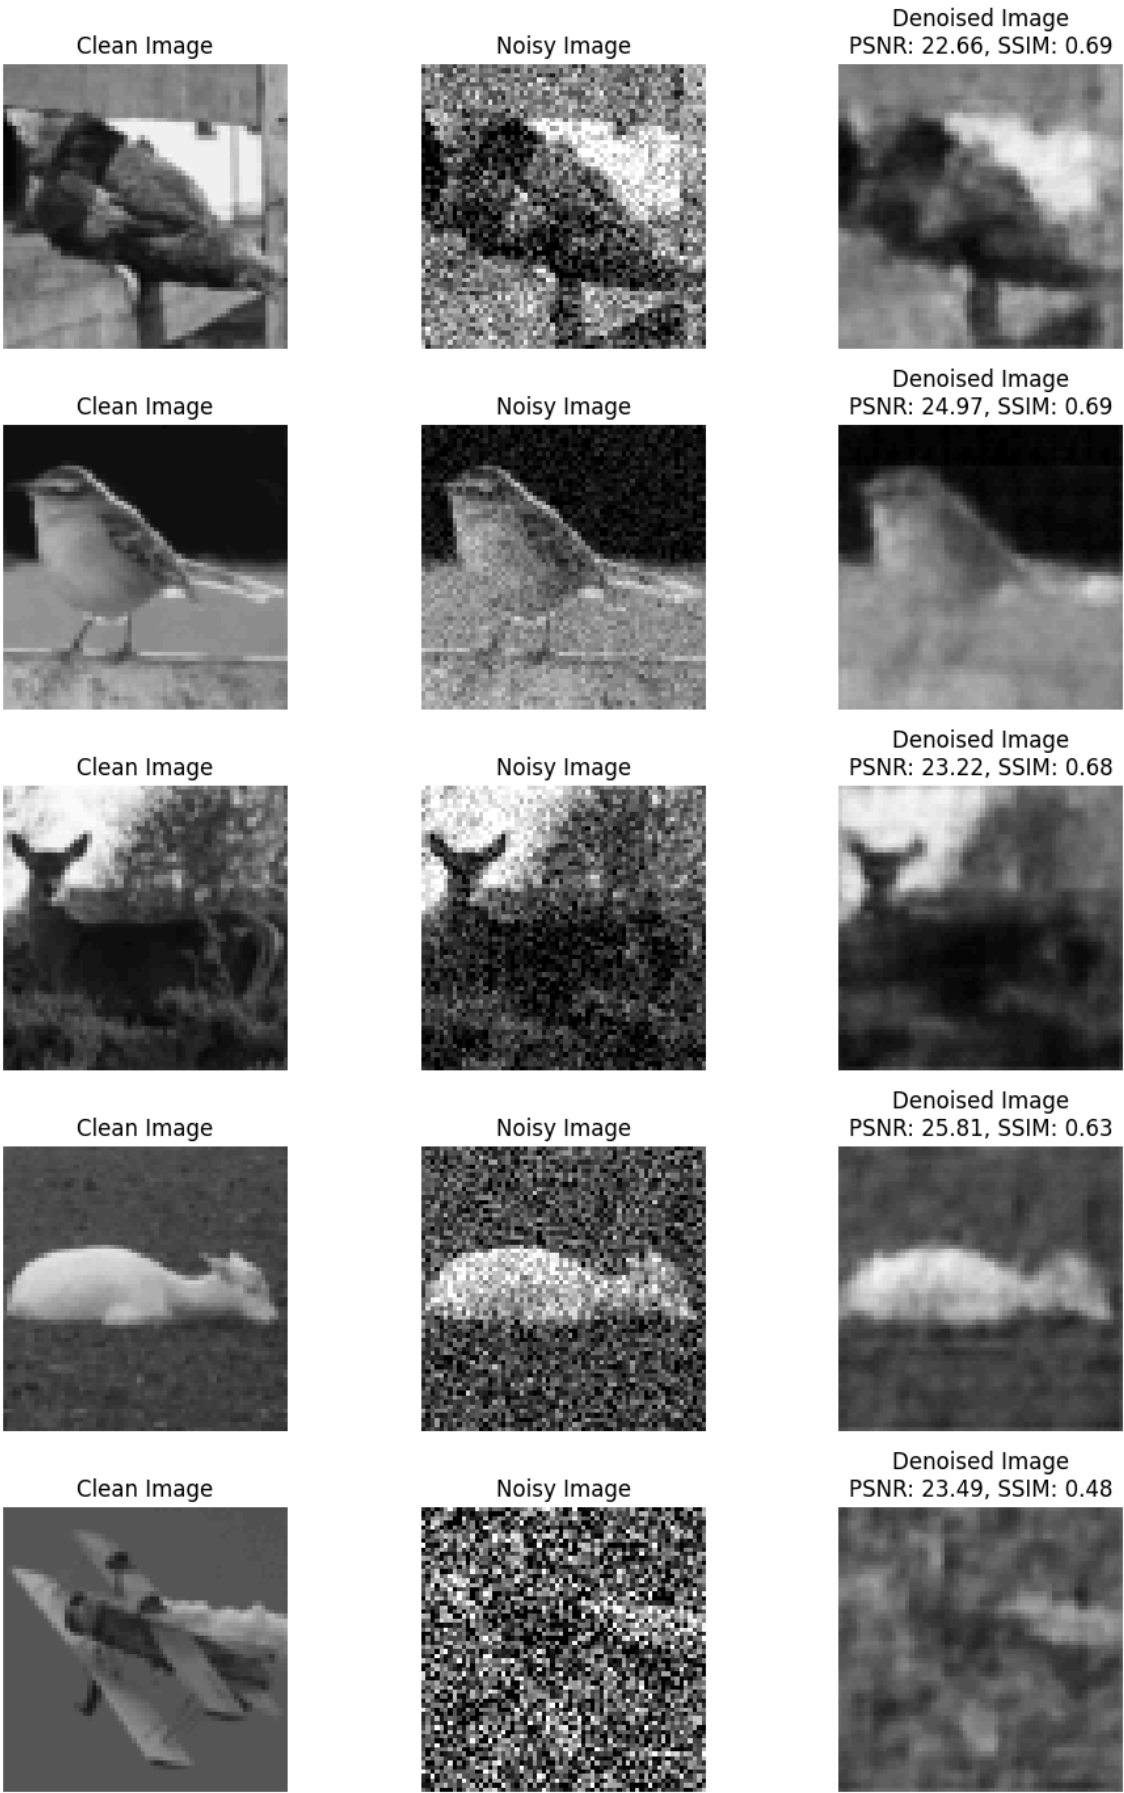 Clean Image
Noisy Image
Denoised Image
PSNR: 22.66, SSIM: 0.69
Clean Image
Noisy Image
Denoised Image
PSNR: 24.97, SSIM: 0.69
Clean Image
Noisy Image
Denoised Image
PSNR: 23.22, SSIM: 0.68
Clean Image
Noisy Image
Denoised Image
PSNR: 25.81, SSIM: 0.63
Clean Image
Noisy Image
Denoised Image
PSNR: 23.49, SSIM: 0.48